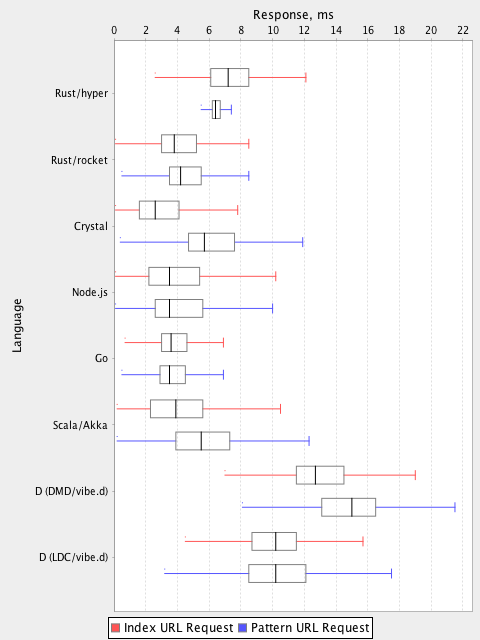 Response, ms
0 2 4 6 8 10 12 14 16 18 20 22
Rust/hyper
Rust/rocket
Crystal
Node.js
Language
Go
Scala/Akka
D (DMD/vibe.d)
D (LDC/vibe.d)
Index URL Request Pattern URL Request